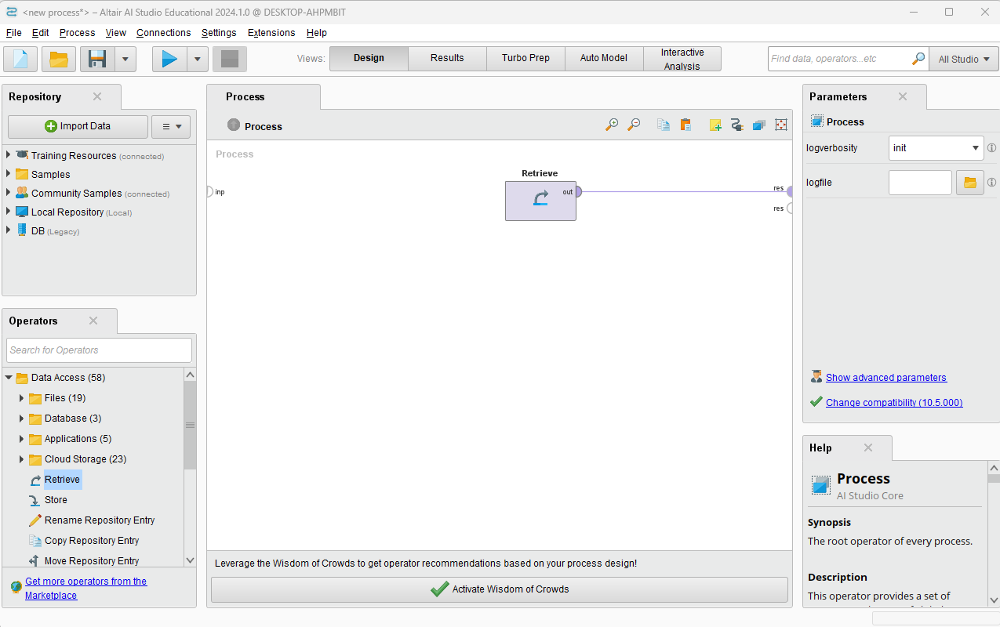 <new process*> – Altair AI Studio Educational 2024.1.0 @ DESKTOP-AHPMBIT
File Edit Process View Connections Settings Extensions Help
Views: Design Results Turbo Prep Auto Model Interactive Analysis
Find data, operators...etc All Studio
Repository
Import Data
Training Resources (connected)
Samples
Community Samples (connected)
Local Repository (Local)
DB (Legacy)
Operators
Search for Operators
Data Access (58)
Files (19)
Database (3)
Applications (5)
Cloud Storage (23)
Retrieve
Store
Rename Repository Entry
Copy Repository Entry
Move Repository Entry
Get more operators from the
Marketplace
Process
Process
Process
Retrieve
inp
out
res
res
Leverage the Wisdom of Crowds to get operator recommendations based on your process design!
Activate Wisdom of Crowds
Parameters
Process
logverbosity init
logfile
Show advanced parameters
Change compatibility (10.5.000)
Help
Process
AI Studio Core
Synopsis
The root operator of every process.
Description
This operator provides a set of